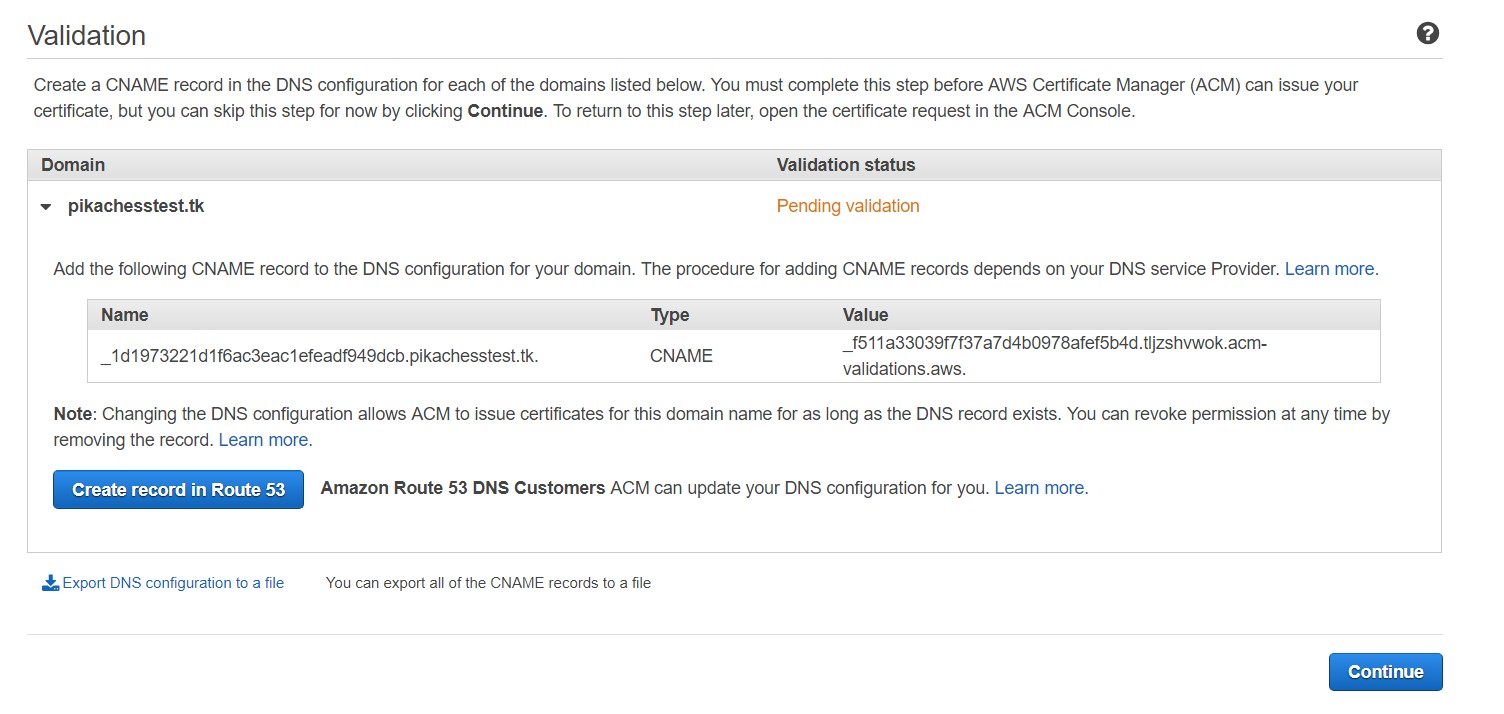 Validation
Create a CNAME record in the DNS configuration for each of the domains listed below. You must complete this step before AWS Certificate Manager (ACM) can issue your
certificate, but you can skip this step for now by clicking Continue. To return to this step later, open the certificate request in the ACM Console.
Domain Validation status
pikachesstest.tk Pending validation
Add the following CNAME record to the DNS configuration for your domain. The procedure for adding CNAME records depends on your DNS service Provider. Learn more.
Name Type Value
_1d1973221d1f6ac3eac1efeadf949dcb.pikachesstest.tk. CNAME _f511a33039f7f37a7d4b0978afef5b4d.tljzshvwok.acm-
validations.aws.
Note: Changing the DNS configuration allows ACM to issue certificates for this domain name for as long as the DNS record exists. You can revoke permission at any time by
removing the record. Learn more.
Create record in Route 53 Amazon Route 53 DNS Customers ACM can update your DNS configuration for you. Learn more.
Export DNS configuration to a file You can export all of the CNAME records to a file
Continue